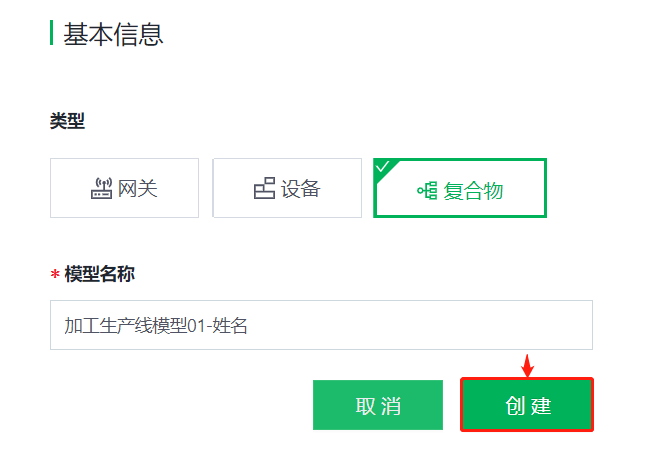 基本信息
类型
网关 设备 复合物
* 模型名称
加工生产线模型01-姓名
取消 创建